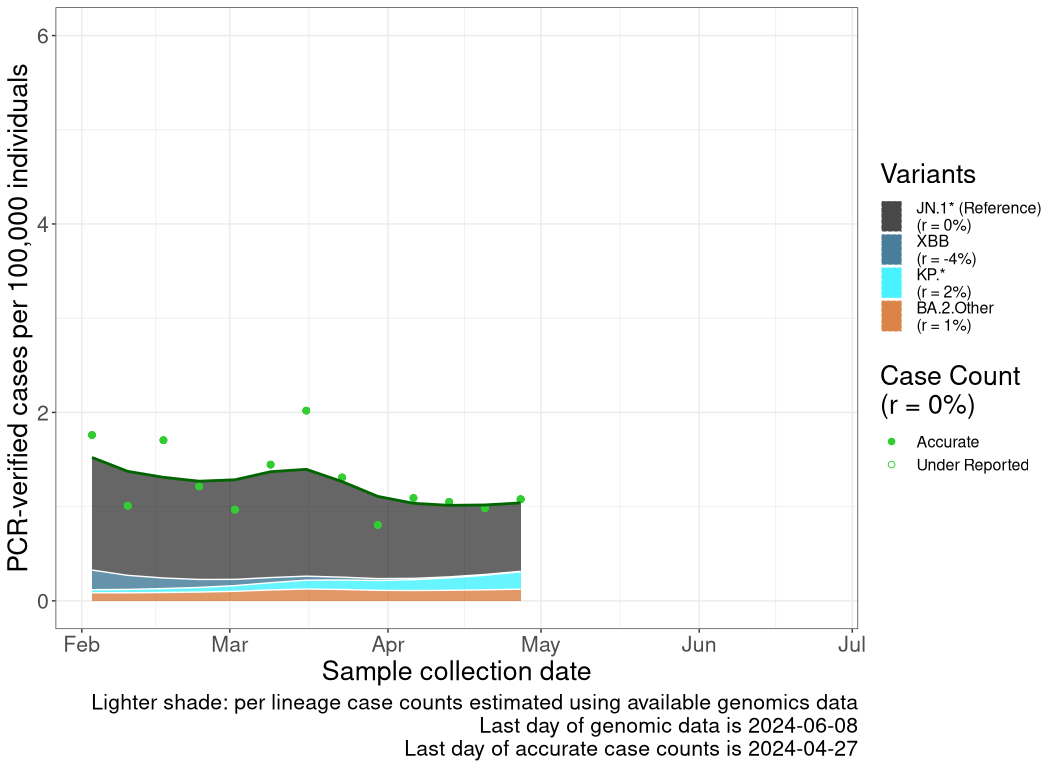 PCR-verified cases per 100,000 individuals
6
4
2
0
Feb
Mar
Apr
May
Jun
Jul
Sample collection date
Lighter shade: per lineage case counts estimated using available genomics data
Last day of genomic data is 2024-06-08
Last day of accurate case counts is 2024-04-27
Variants
JN.1* (Reference)
(r = 0%)
XBB
(r = -4%)
KP.*
(r = 2%)
BA.2.Other
(r = 1%)
Case Count
(r = 0%)
Accurate
Under Reported